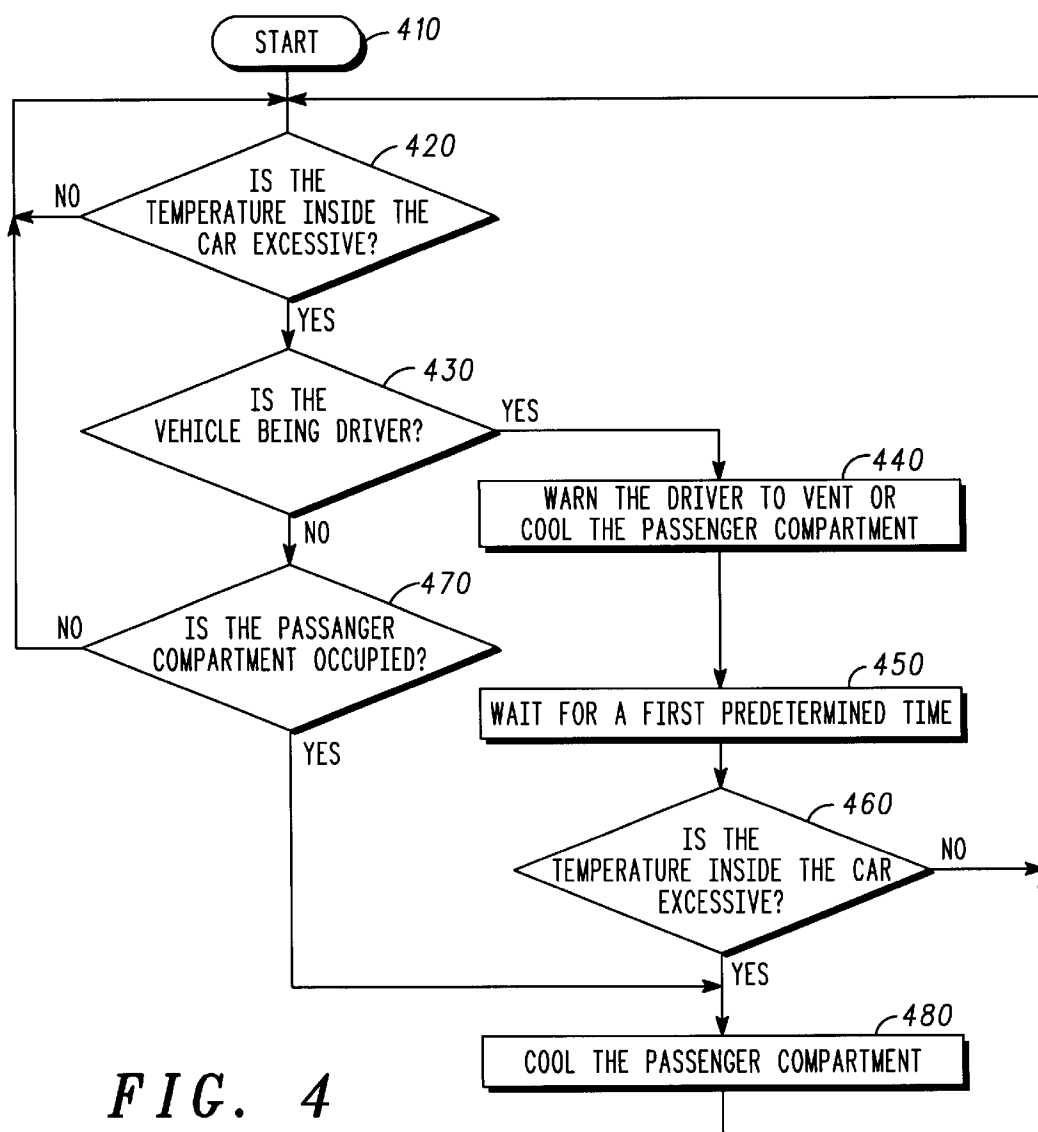 START
410
420
IS THE
TEMPERATURE INSIDE THE
CAR EXCESSIVE?
NO
YES
430
IS THE
VEHICLE BEING DRIVER?
YES
NO
440
WARN THE DRIVER TO VENT OR
COOL THE PASSENGER COMPARTMENT
470
IS THE PASSANGER
COMPARTMENT OCCUPIED?
NO
YES
450
WAIT FOR A FIRST PREDETERMINED TIME
460
IS THE
TEMPERATURE INSIDE THE CAR
EXCESSIVE?
NO
YES
480
COOL THE PASSENGER COMPARTMENT
FIG. 4